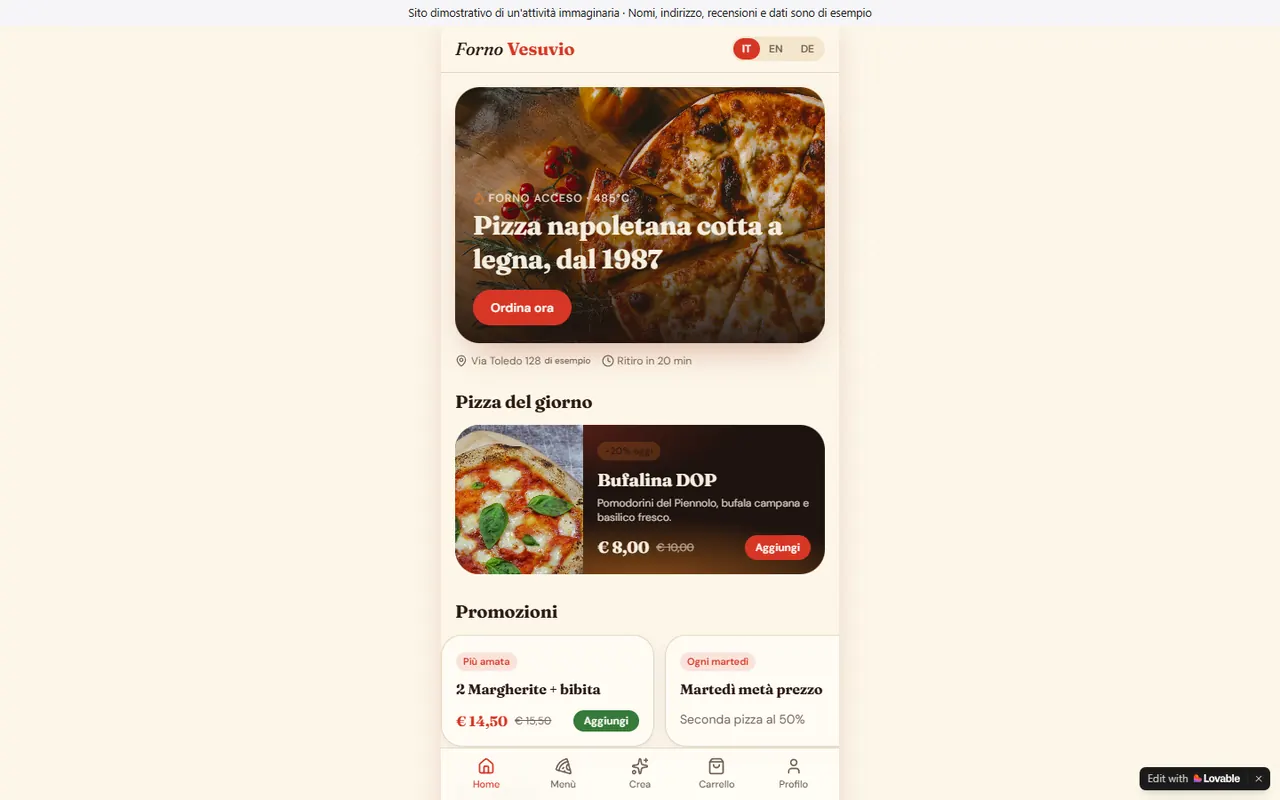 Sito dimostrativo di un'attività immaginaria · Nomi, indirizzo, recensioni e dati sono di esempio
Forno Vesuvio
IT EN DE
FORNO ACCESO · 485°C
Pizza napoletana cotta a
legna, dal 1987
Ordina ora
Via Toledo 128 di esempio Ritiro in 20 min
Pizza del giorno
-20% oggi
Bufalina DOP
Pomodorini del Piennolo, bufala campana e
basilico fresco.
€ 8,00 € 10,00 Aggiungi
Promozioni
Più amata
2 Margherite + bibita
€ 14,50 € 15,50 Aggiungi
Ogni martedì
Martedì metà prezzo
Seconda pizza al 50%
Home Menù Crea Carrello Profilo
Edit with Lovable ×